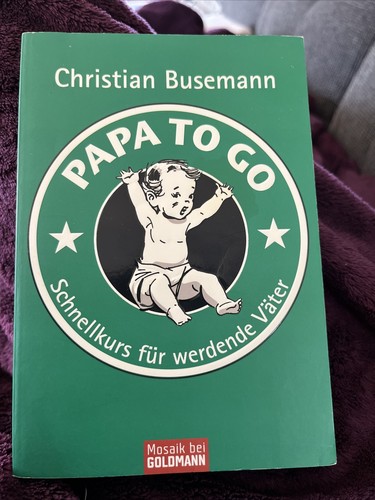 Christian Busemann
PAPA TO GO
Schnellkurs für werdende Väter
Mosaik bei
GOLDMANN